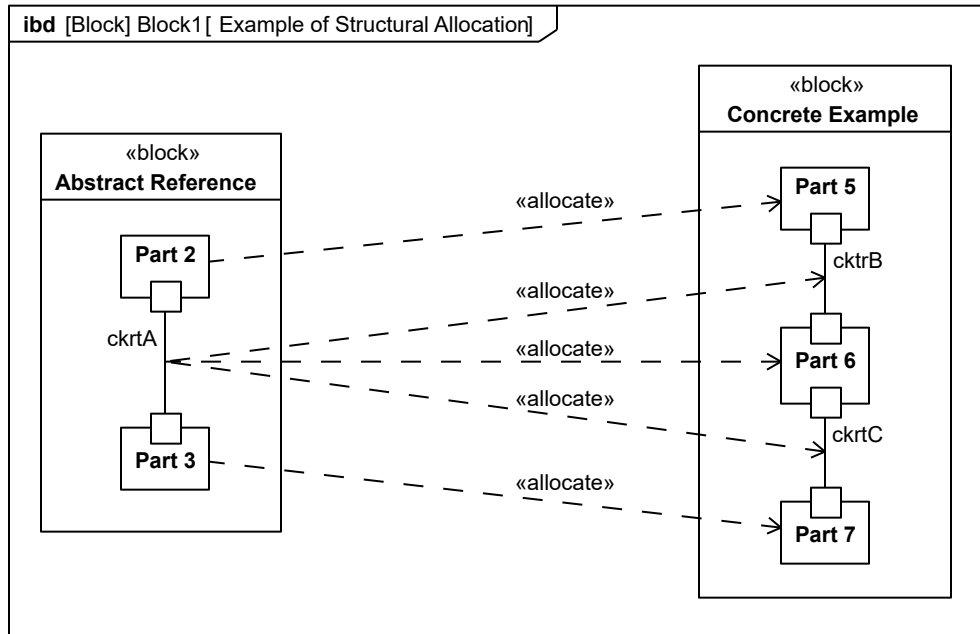 ibd [Block] Block1[ Example of Structural Allocation]
«block»
Concrete Example
«block»
Abstract Reference
Part 5
«allocate»
Part 2
cktrB
«allocate»
ckrtA
«allocate»
Part 6
«allocate»
ckrtC
Part 3
«allocate»
Part 7